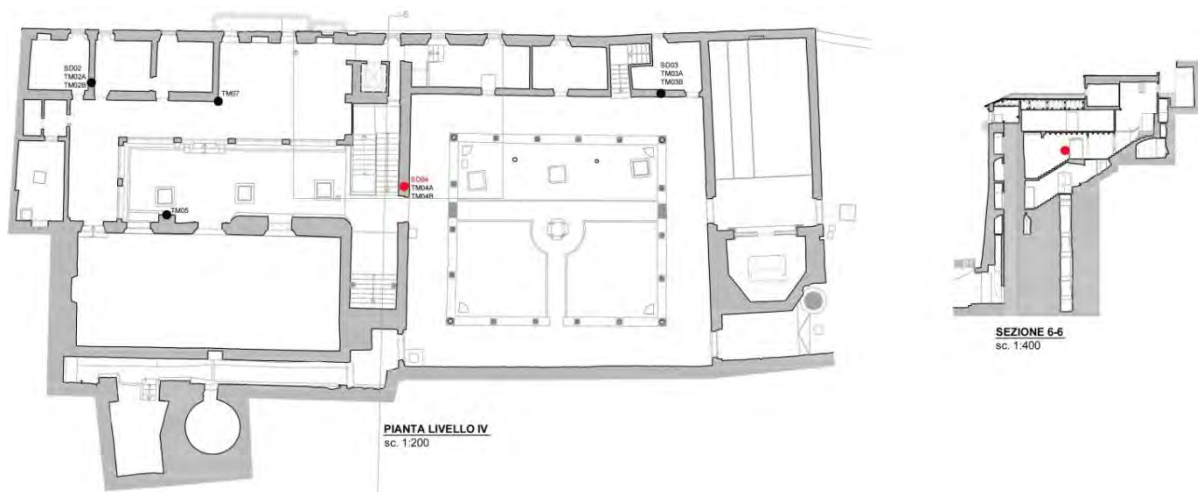 6
SD02
TM02A
TM02B
TM07
SD03
TM03A
TM03B
SD04
TM04A
TM04B
TM05
PIANTA LIVELLO IV
sc. 1:200
SEZIONE 6-6
sc. 1:400